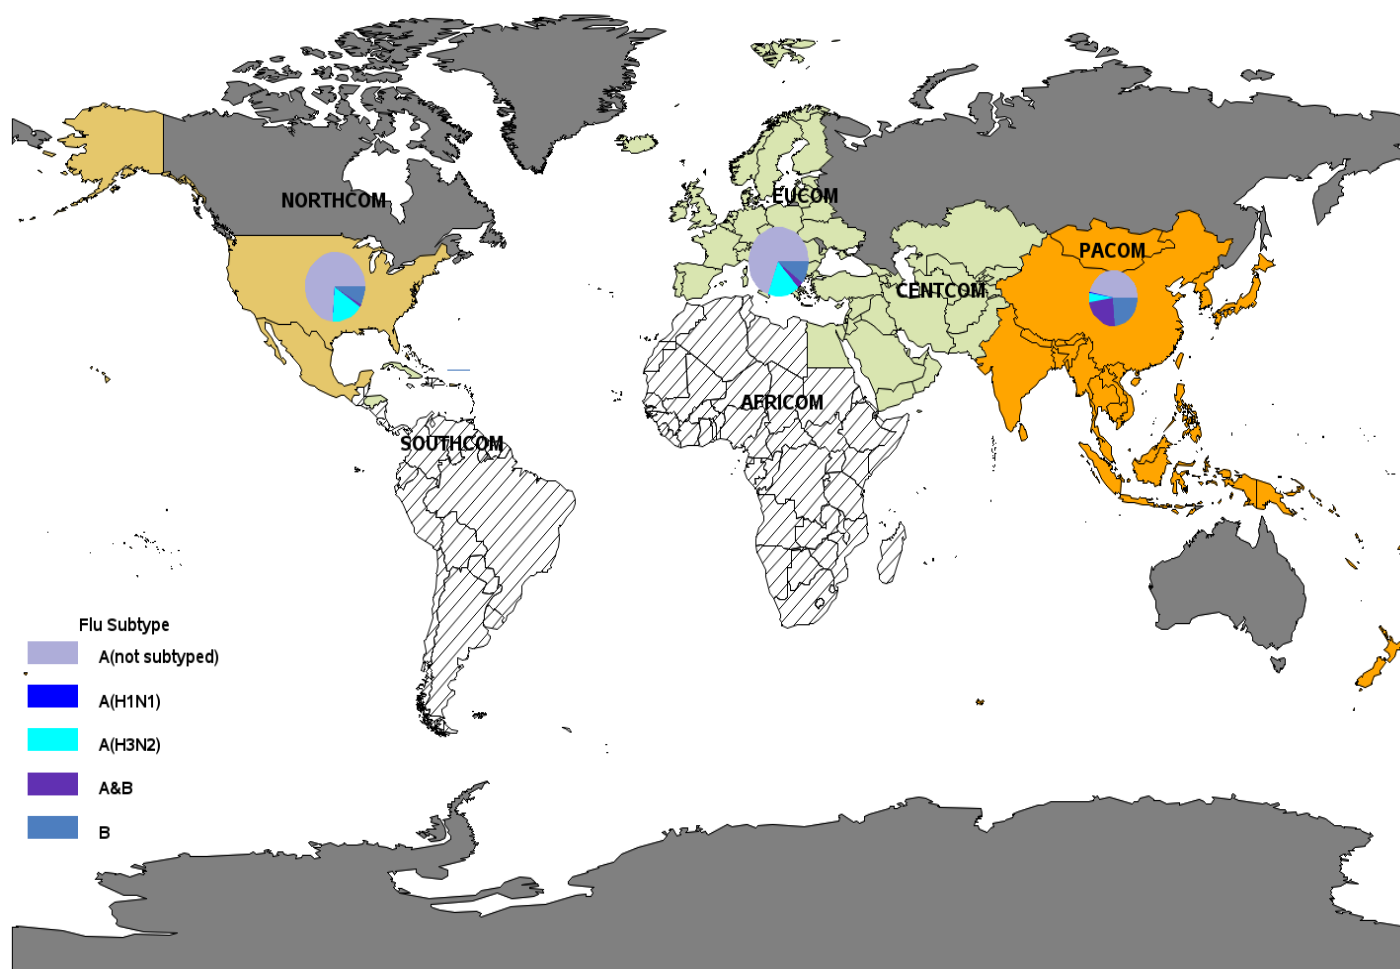 NORTHCOM
EUCOM
PACOM
CENTCOM
AFRICOM
SOUTHCOM
Flu Subtype
A(not subtyped)
A(H1N1)
A(H3N2)
A&B
B